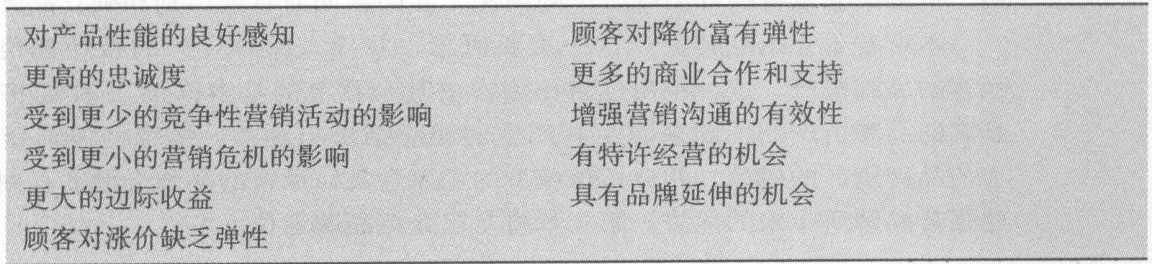 对产品性能的良好感知
更高的忠诚度
受到更少的竞争性营销活动的影响
受到更小的营销危机的影响
更大的边际收益
顾客对涨价缺乏弹性
顾客对降价富有弹性
更多的商业合作和支持
增强营销沟通的有效性
有特许经营的机会
具有品牌延伸的机会